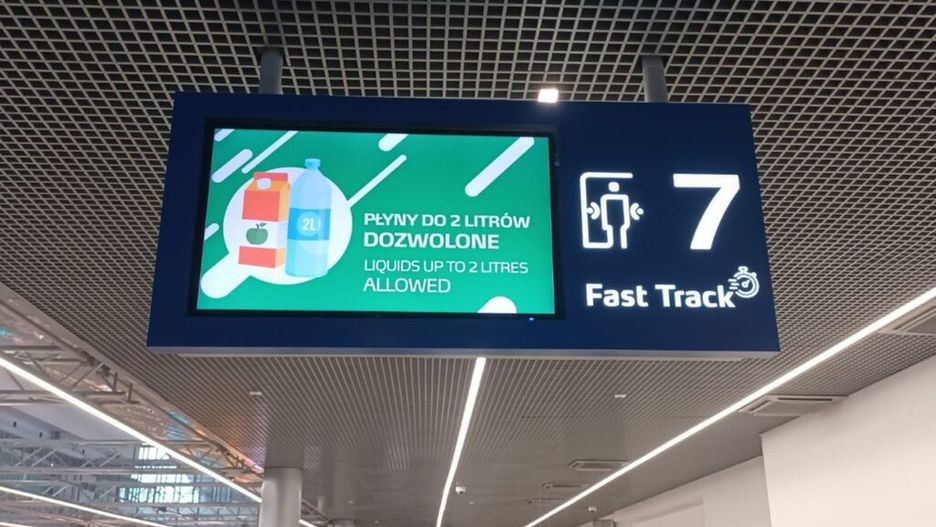 2L
PŁYNY DO 2 LITRÓW
DOZWOLONE
LIQUIDS UP TO 2 LITRES
ALLOWED
7
Fast Track